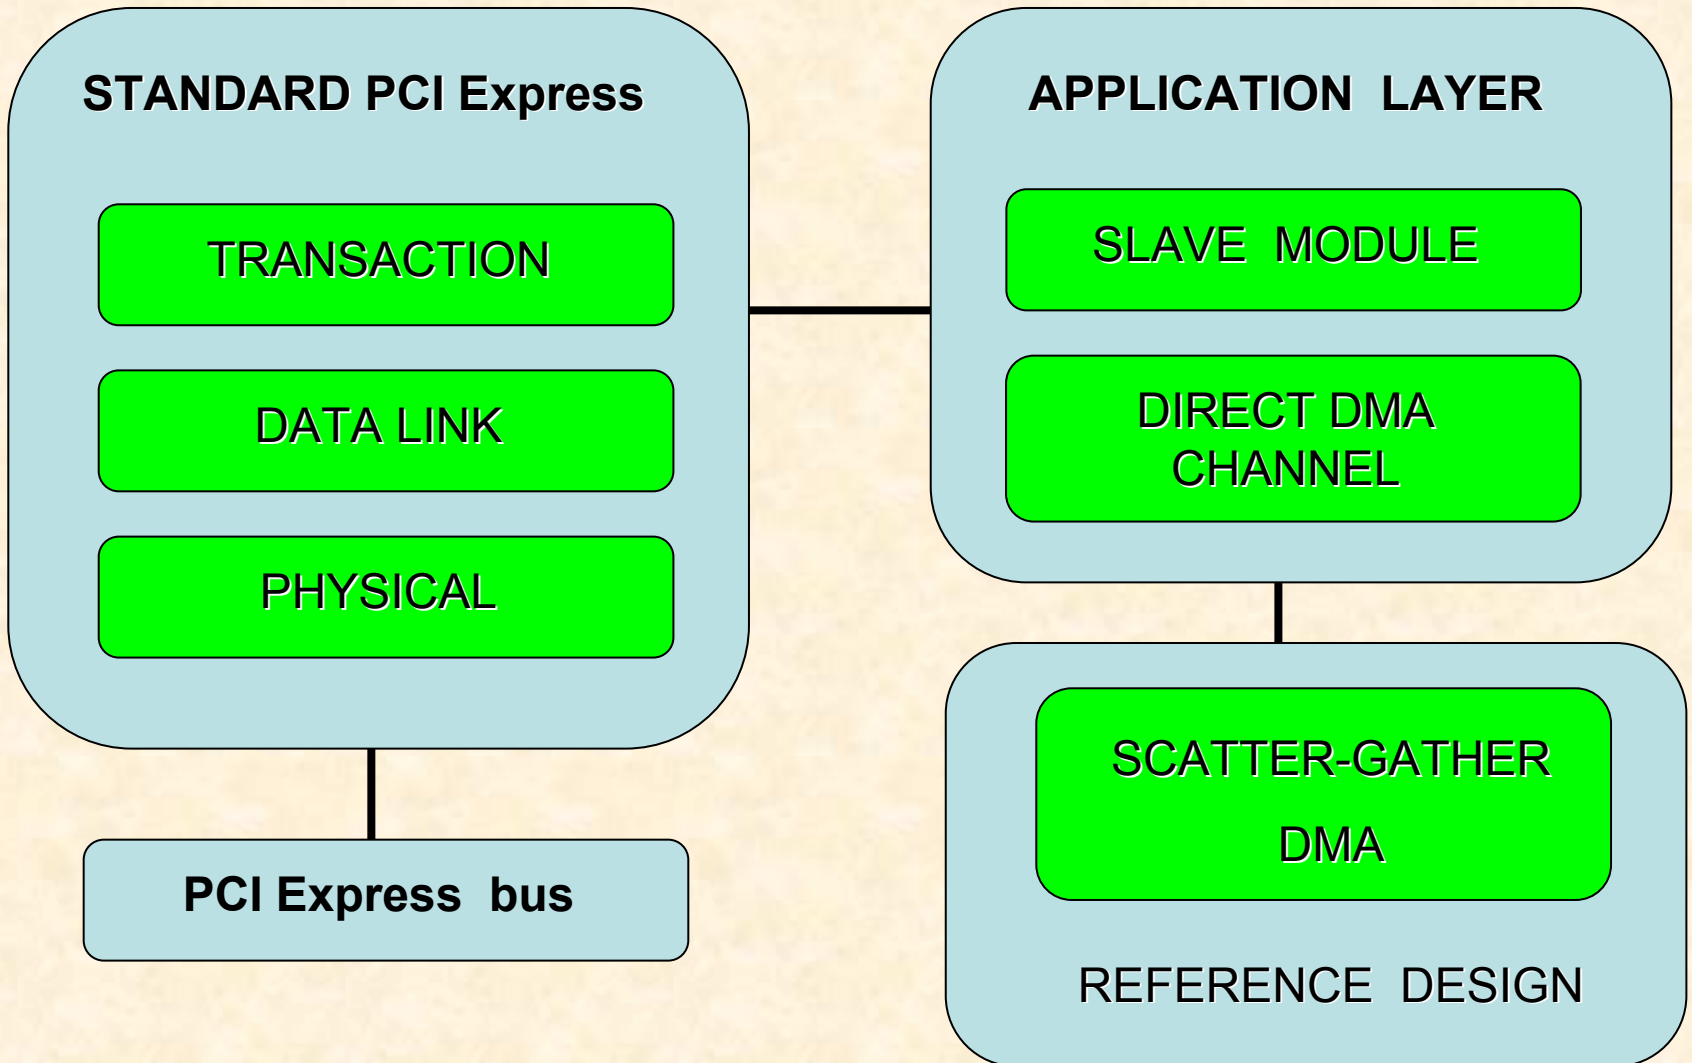 STANDARD PCI Express
TRANSACTION
DATA LINK
PHYSICAL
PCI Express bus
APPLICATION LAYER
SLAVE MODULE
DIRECT DMA
CHANNEL
SCATTER-GATHER
DMA
REFERENCE DESIGN